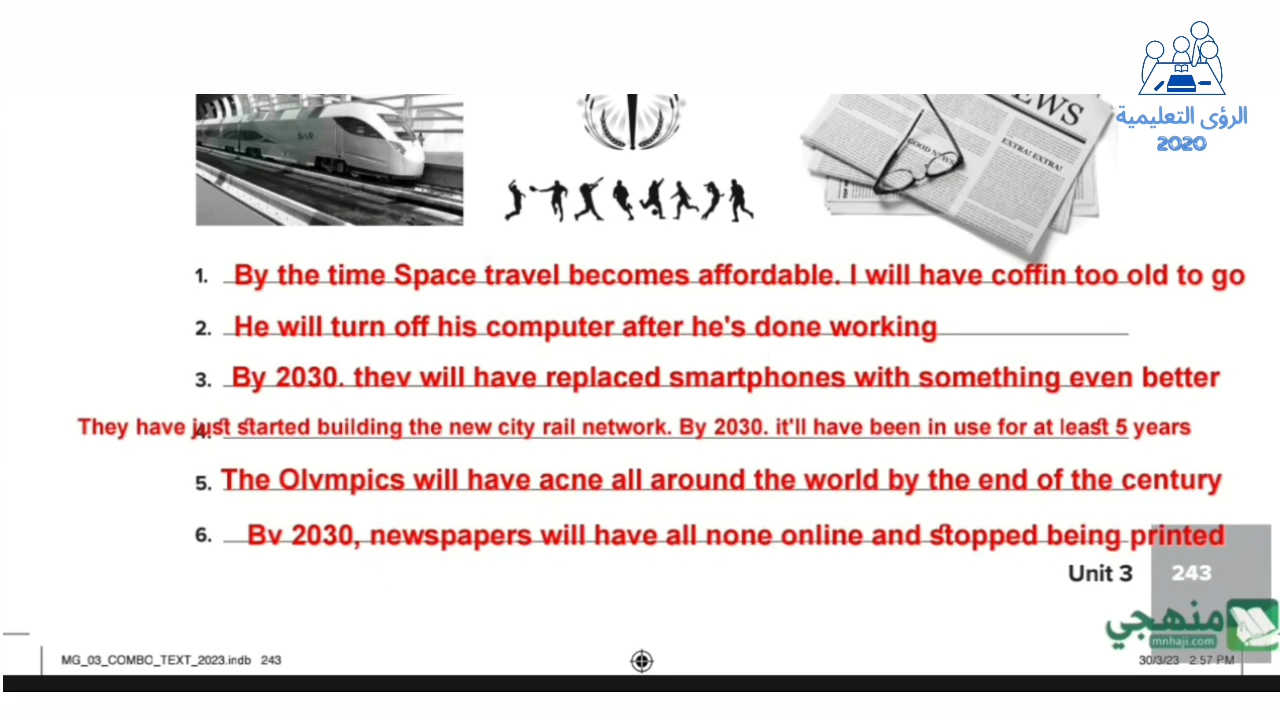 الرؤى التعليمية
2020
NEWS
GOOD NEWS
EXTRA! EXTRA!
SAR
1. By the time Space travel becomes affordable. I will have coffin too old to go
2. He will turn off his computer after he's done working
3. By 2030. thev will have replaced smartphones with something even better
4. They have just started building the new city rail network. By 2030. it'll have been in use for at least 5 years
5. The Olvmpics will have acne all around the world by the end of the century
6. Bv 2030, newspapers will have all none online and stopped being printed
Unit 3 243
منهجي
mnhaji.com
MG_03_COMBO_TEXT_2023.indb 243
30/3/23 2:57 PM